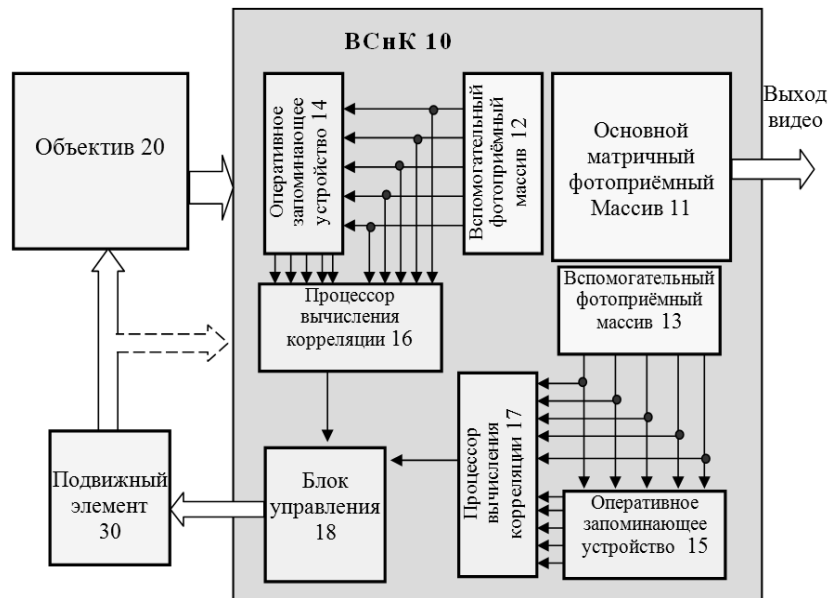 ВСнК 10
Объектив 20
Оперативное
запоминающее
устройство 14
Вспомогательный
фотоприёмный
массив 12
Основной
матричный
фотоприёмный
Массив 11
Выход
видео
Вспомогательный
фотоприёмный
массив 13
Процессор
вычисления
корреляции 16
Процессор
вычисления
корреляции 17
Подвижный
элемент
30
Блок
управления
18
Оперативное
запоминающее
устройство 15